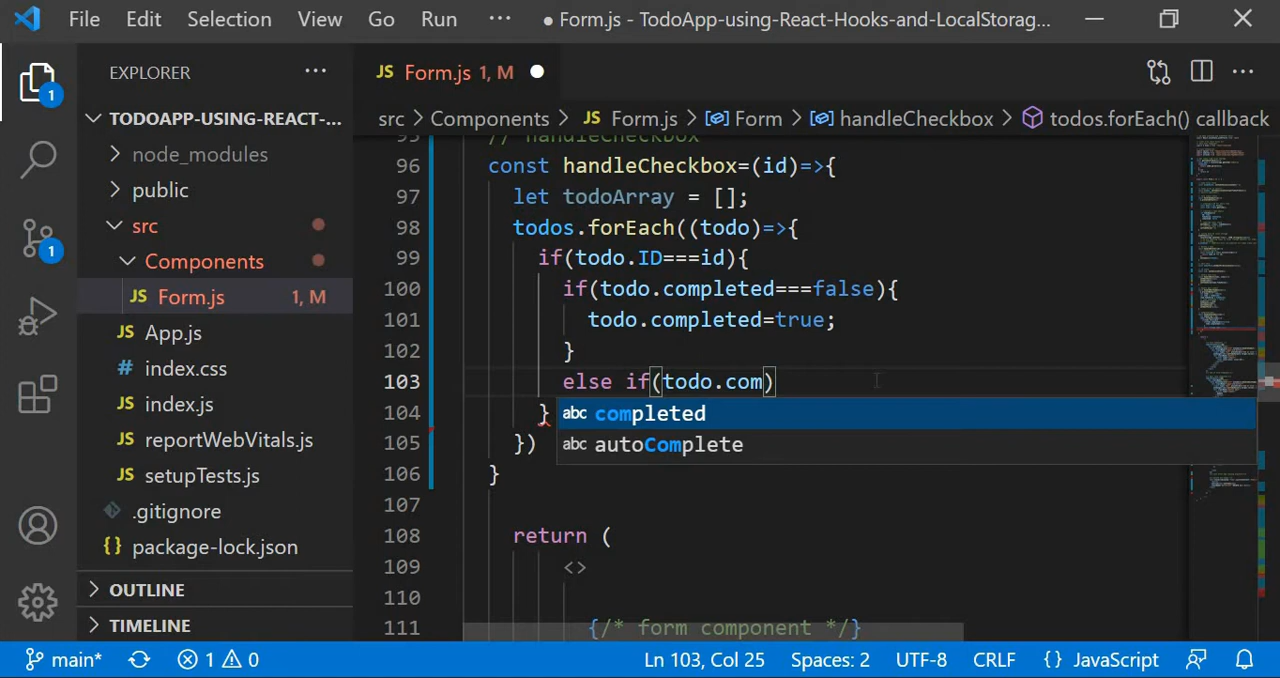 File Edit Selection View Go Run ··· ● Form.js - TodoApp-using-React-Hooks-and-LocalStorag...
EXPLORER ···
JS Form.js 1, M ●
TODOAPP-USING-REACT-...
node_modules
public
src
Components
JS Form.js 1, M
JS App.js
# index.css
JS index.js
JS reportWebVitals.js
JS setupTests.js
.gitignore
{} package-lock.json
OUTLINE
TIMELINE
1
1
src > Components > JS Form.js > Form > handleCheckbox > todos.forEach() callback
95 // handleCheckbox
96 const handleCheckbox=(id)=>{
97 let todoArray = [];
98 todos.forEach((todo)=>{
99 if(todo.ID===id){
100 if(todo.completed===false){
101 todo.completed=true;
102 }
103 else if(todo.com)
104 }
abc completed
abc autoComplete
105 })
106 }
107
108 return (
109 <>
110
111 {/* form component */}
main* 1 0 Ln 103, Col 25 Spaces: 2 UTF-8 CRLF {} JavaScript